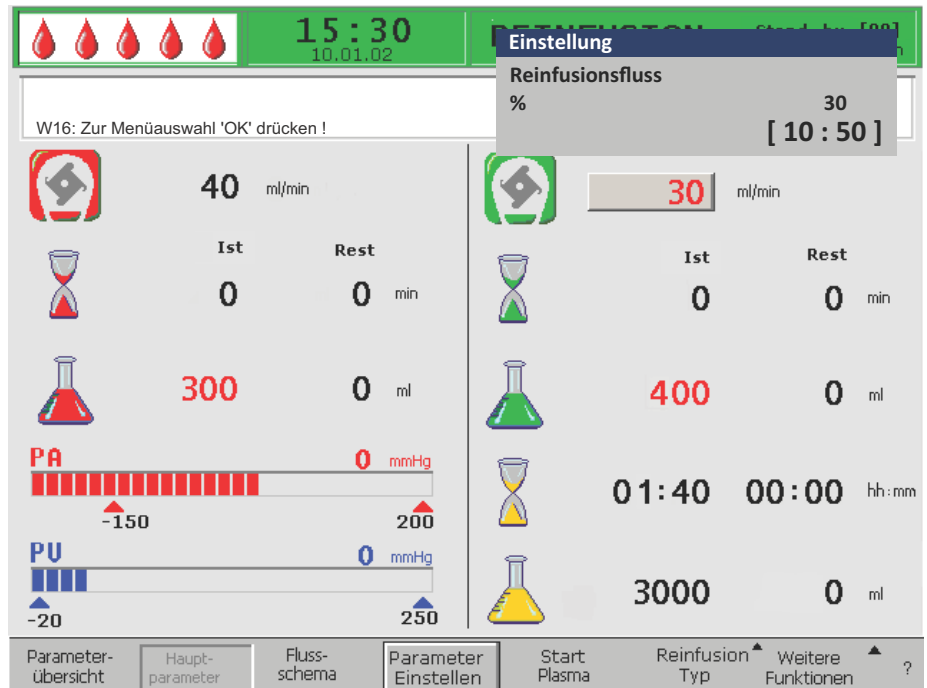 15:30
10.01.02
Einstellung
Reinfusionsfluss
% 30
[ 10 : 50 ]
W16: Zur Menüauswahl 'OK' drücken !
40 ml/min
30 ml/min
Ist Rest
0 0 min
Ist Rest
0 0 min
300 0 ml
400 0 ml
PA 0 mmHg
-150 200
01:40 00:00 hh:mm
PV 0 mmHg
-20 250
3000 0 ml
Parameter-
übersicht
Haupt-
parameter
Fluss-
schema
Parameter
Einstellen
Start
Plasma
Reinfusion
Typ
Weitere
Funktionen
?